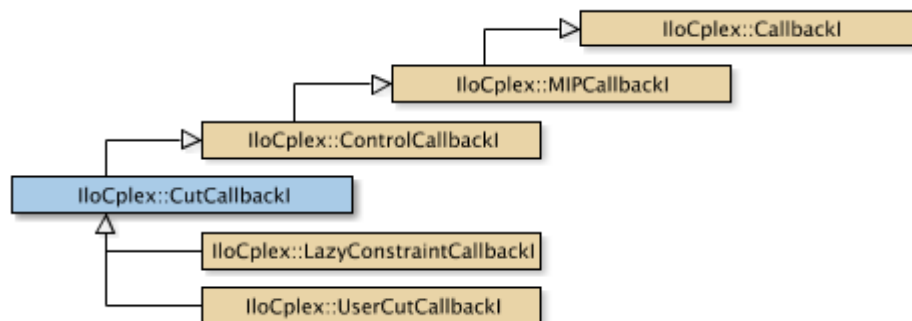 IloCplex::CallbackI
IloCplex::MIPCallbackI
IloCplex::ControlCallbackI
IloCplex::CutCallbackI
IloCplex::LazyConstraintCallbackI
IloCplex::UserCutCallbackI